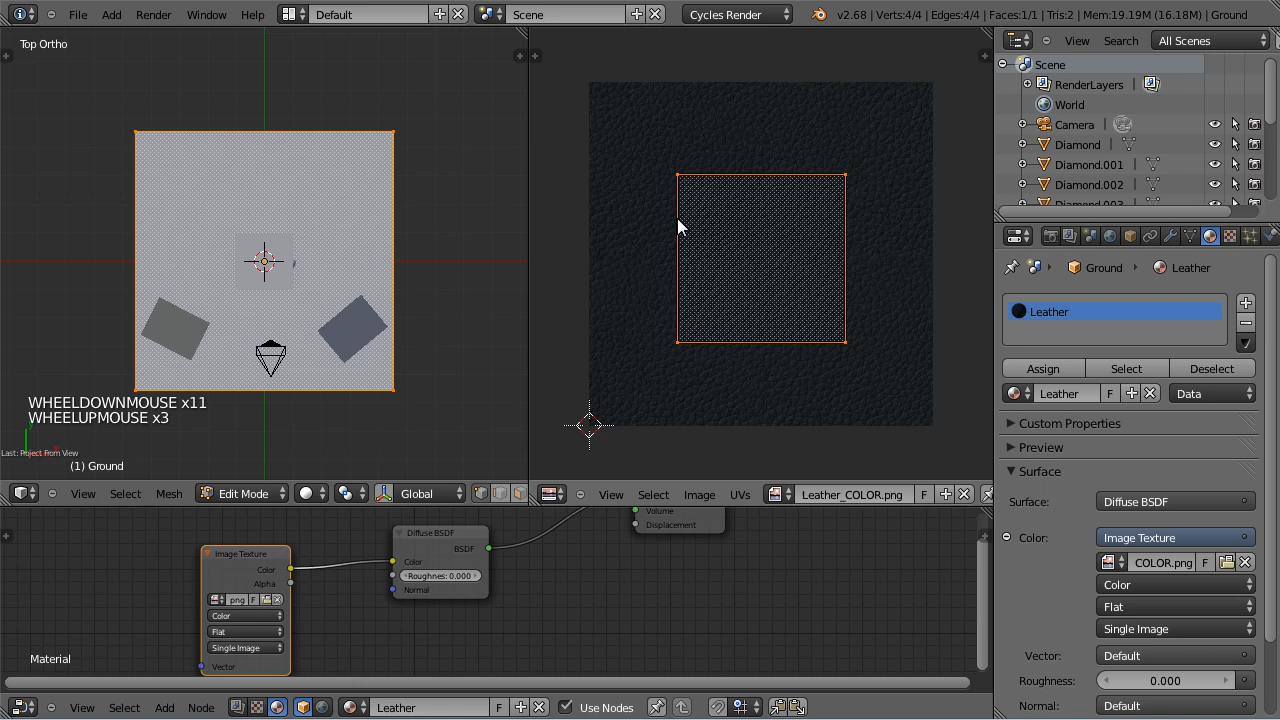 File Add Render Window Help Default Scene Cycles Render v2.68 | Verts:4/4 | Edges:4/4 | Faces:1/1 | Tris:2 | Mem:19.19M (16.18M) | Ground
Top Ortho
View Search All Scenes
Scene
RenderLayers
World
Camera
Diamond
Diamond.001
Diamond.002
Diamond.003
Ground Leather
Leather
Assign Select Deselect
Leather F Data
Custom Properties
Preview
Surface
Surface: Diffuse BSDF
Color: Image Texture
COLOR.png F
Color
Flat
Single Image
Vector: Default
Roughness: 0.000
Normal: Default
WHEELDOWNMOUSE x11
WHEELUPMOUSE x3
Last: Project From View
(1) Ground
View Select Mesh Edit Mode Global
View Select Image UVs Leather_COLOR.png F
Volume
Displacement
Diffuse BSDF
BSDF
Color
Roughness: 0.000
Normal
Image Texture
Color
Alpha
png F
Color
Flat
Single Image
Vector
Material
View Select Add Node Leather F Use Nodes